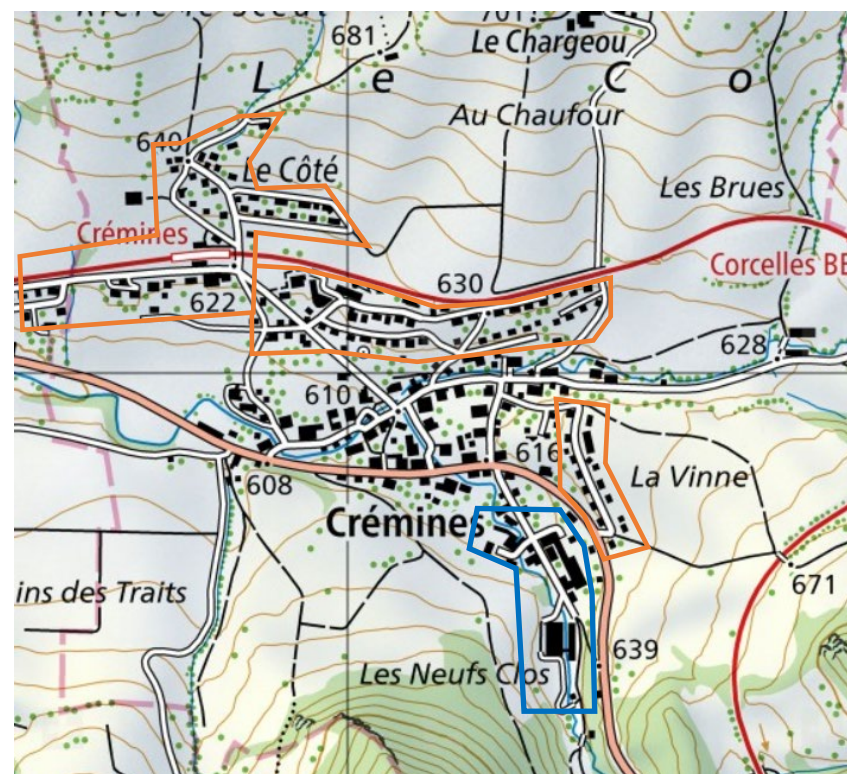 701
Le Chargeou
681
L e C o
Au Chaufour
640
Le Côté
Les Brues
Crémines
Corcelles BE
630
622
628
610
616
La Vinne
608
Crémines
671
ins des Traits
639
Les Neufs Clos